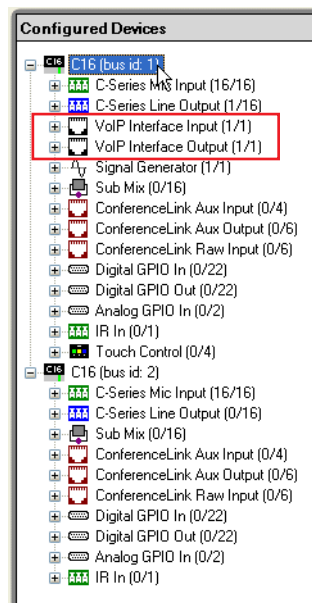 Configured Devices
C16 C16 (bus id: 1)
C-Series Mic Input (16/16)
C-Series Line Output (1/16)
VoIP Interface Input (1/1)
VoIP Interface Output (1/1)
Signal Generator (1/1)
Sub Mix (0/16)
ConferenceLink Aux Input (0/4)
ConferenceLink Aux Output (0/6)
ConferenceLink Raw Input (0/6)
Digital GPIO In (0/22)
Digital GPIO Out (0/22)
Analog GPIO In (0/2)
IR In (0/1)
Touch Control (0/4)
C16 C16 (bus id: 2)
C-Series Mic Input (16/16)
C-Series Line Output (0/16)
Sub Mix (0/16)
ConferenceLink Aux Input (0/4)
ConferenceLink Aux Output (0/6)
ConferenceLink Raw Input (0/6)
Digital GPIO In (0/22)
Digital GPIO Out (0/22)
Analog GPIO In (0/2)
IR In (0/1)